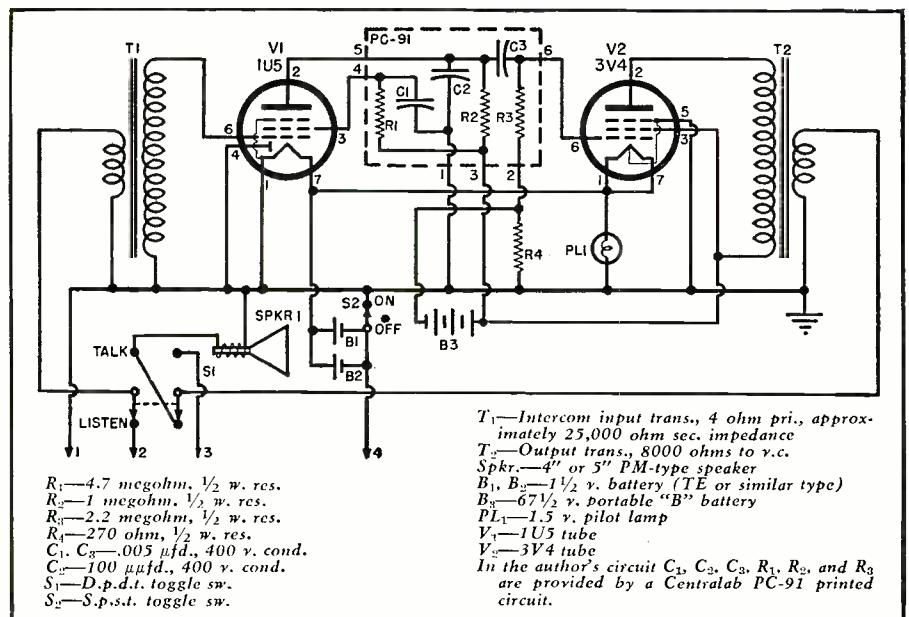 T1
V1
1U5
PC-91
V2
3V4
T2
5
4
C3
6
2
C1
C2
R1
R2
R3
2
6
4
3
1
7
1
3
2
6
5
3
1
7
R4
PL1
S2
ON
OFF
SPKR1
B1
B2
B3
TALK
S1
LISTEN
1
2
3
4
R₁—4.7 megohm, ½ w. res.
R₂—1 megohm, ½ w. res.
R₃—2.2 megohm, ½ w. res.
R₄—270 ohm, ½ w. res.
C₁, C₃—.005 μfd., 400 v. cond.
C₂—100 μμfd., 400 v. cond.
S₁—D.p.d.t. toggle sw.
S₂—S.p.s.t. toggle sw.
T₁—Intercom input trans., 4 ohm pri., approx-
imately 25,000 ohm sec. impedance
T₂—Output trans., 8000 ohms to v.c.
Spkr.—4" or 5" PM-type speaker
B₁, B₂—1½ v. battery (TE or similar type)
B₃—67½ v. portable "B" battery
PL₁—1.5 v. pilot lamp
V₁—1U5 tube
V₂—3V4 tube
In the author's circuit C₁, C₂, C₃, R₁, R₂, and R₃
are provided by a Centralab PC-91 printed
circuit.